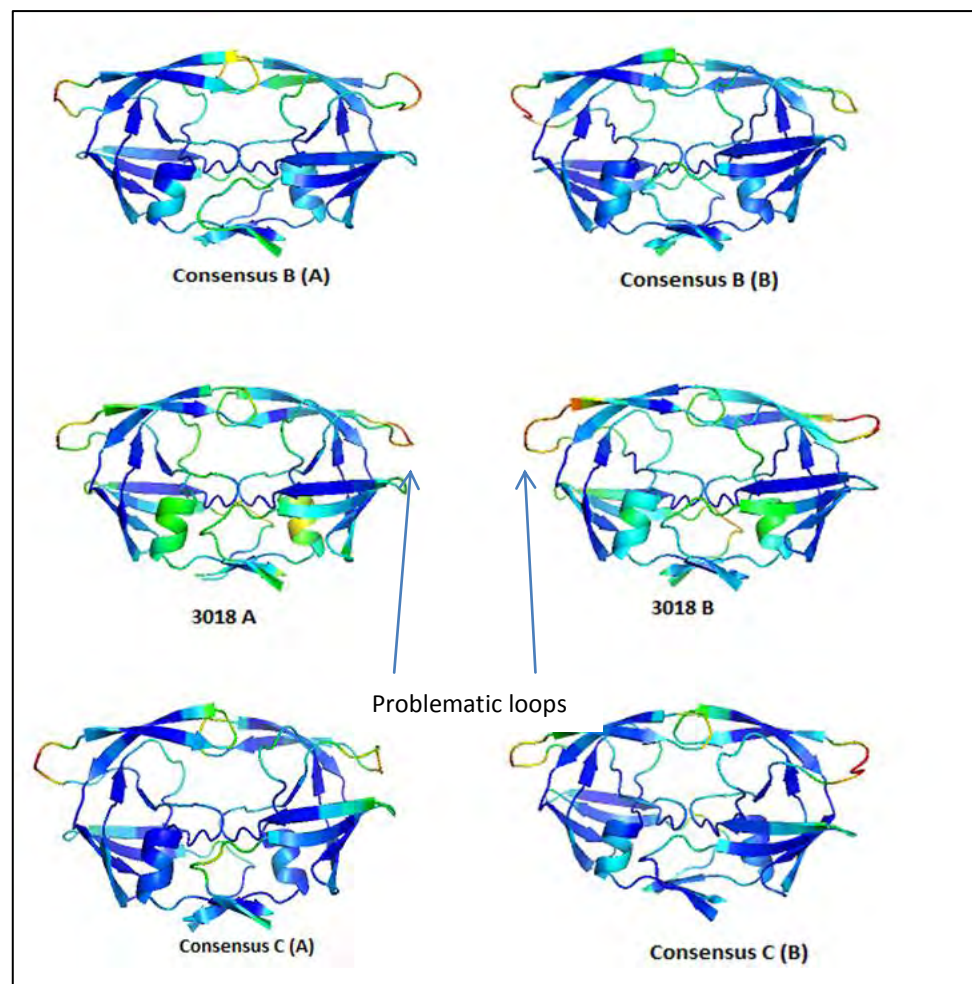 Consensus B (A)
Consensus B (B)
3018 A
3018 B
Problematic loops
Consensus C (A)
Consensus C (B)